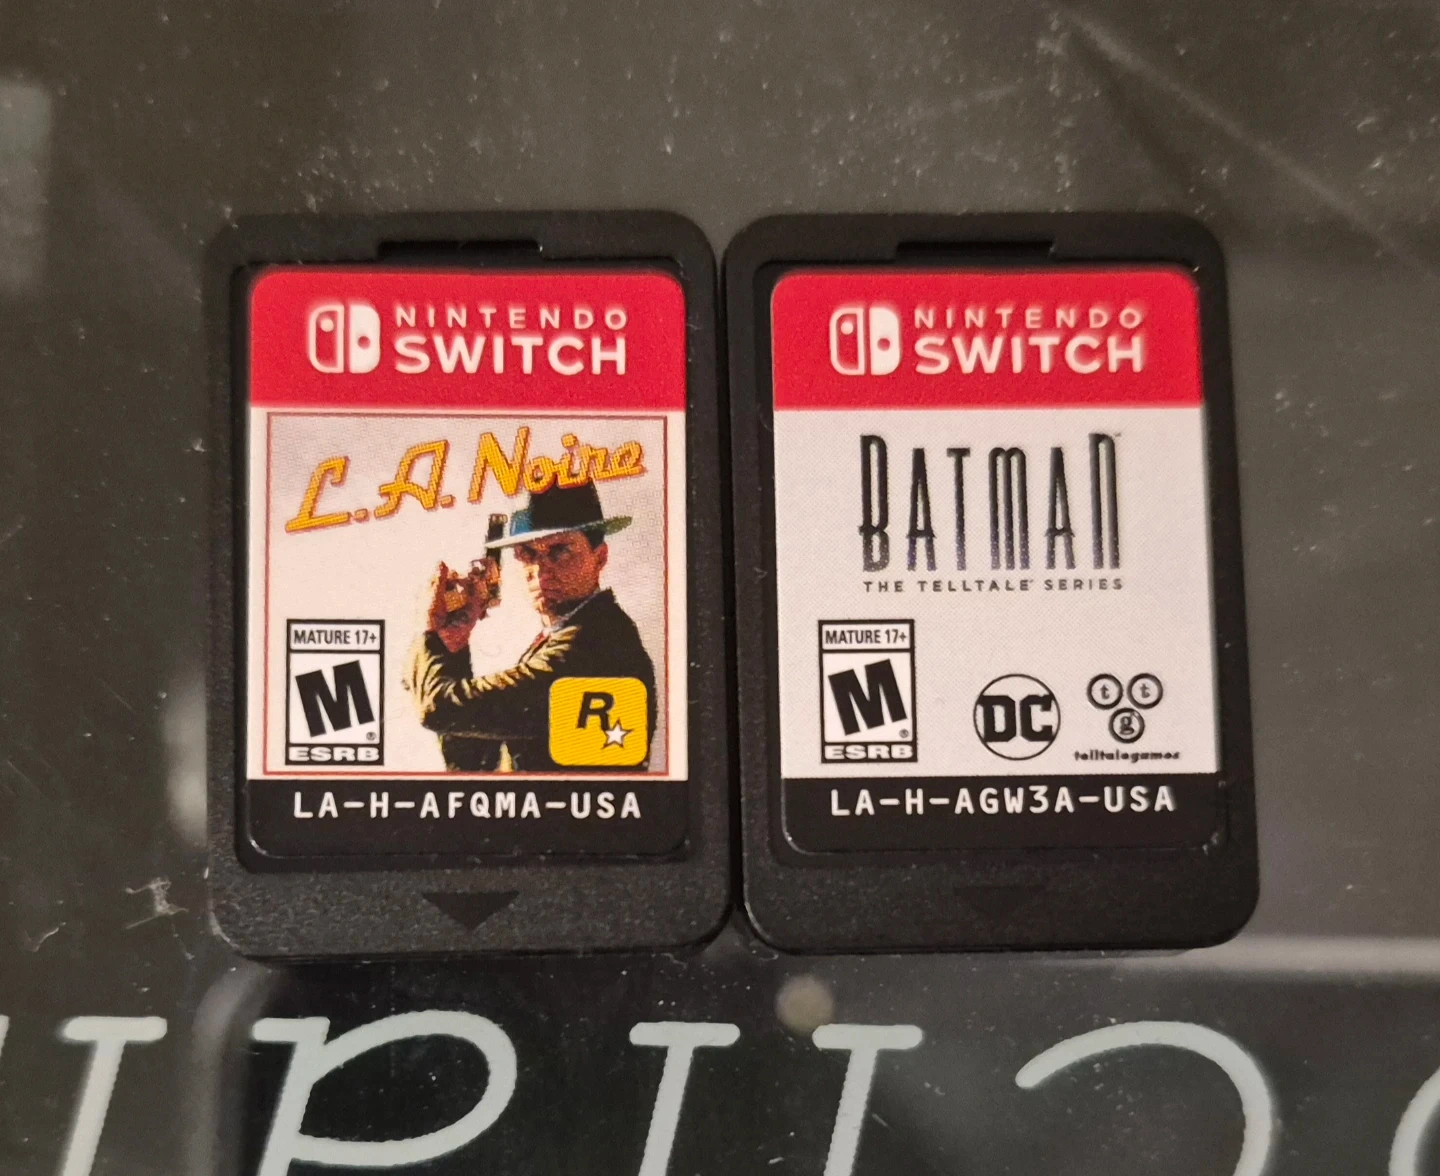 NINTENDO
SWITCH
L.A. Noire
MATURE 17+
M
ESRB
R
LA-H-AFQMA-USA
NINTENDO
SWITCH
BATMAN
THE TELLTALE SERIES
MATURE 17+
M
ESRB
DC
t t
g
telltalegames
LA-H-AGW3A-USA